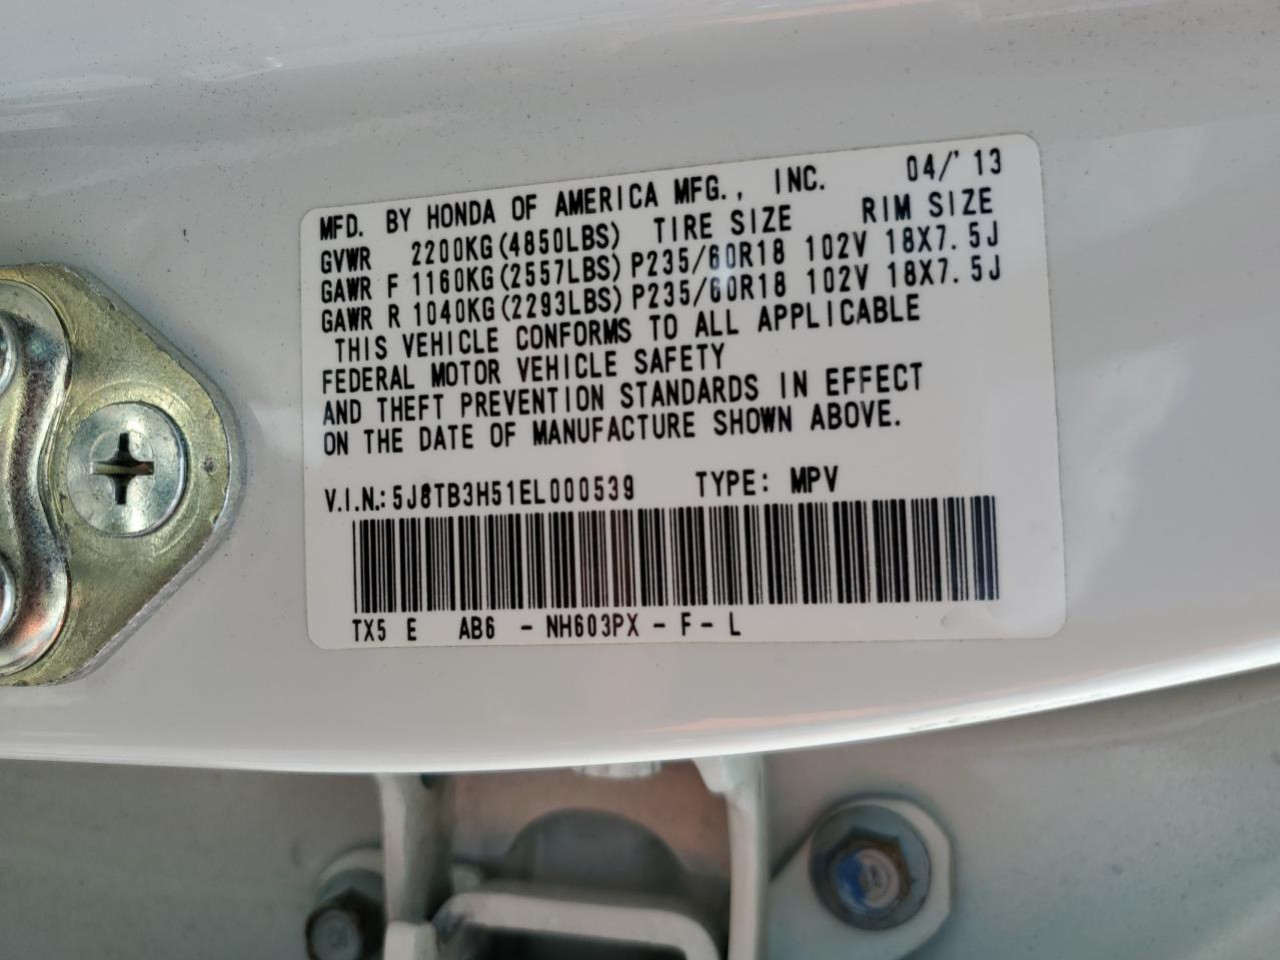 MFD. BY HONDA OF AMERICA MFG., INC. 04/'13
GVWR 2200KG(4850LBS) TIRE SIZE RIM SIZE
GAWR F 1160KG(2557LBS) P235/60R18 102V 18X7.5J
GAWR R 1040KG(2293LBS) P235/60R18 102V 18X7.5J
THIS VEHICLE CONFORMS TO ALL APPLICABLE
FEDERAL MOTOR VEHICLE SAFETY
AND THEFT PREVENTION STANDARDS IN EFFECT
ON THE DATE OF MANUFACTURE SHOWN ABOVE.
V.I.N.: 5J8TB3H51EL000539 TYPE: MPV
TX5 E AB6 - NH603PX - F - L